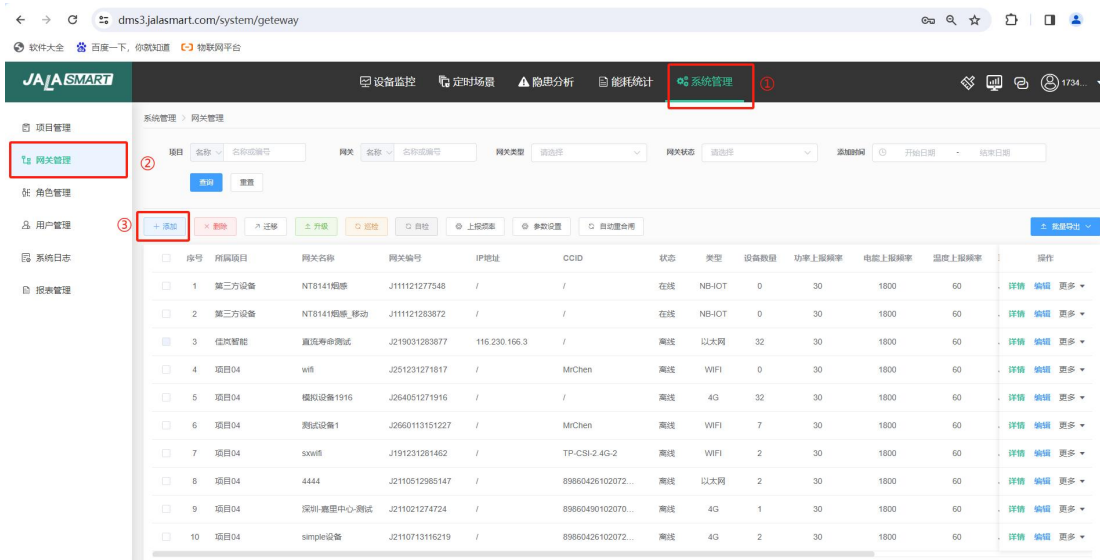 dms3.jalasmart.com/system/geteway
软件大全 百度一下，你就知道 物联网平台
JALASMART 设备监控 定时场景 隐患分析 能耗统计 系统管理 ① 1734...
项目管理
网关管理 ②
角色管理
用户管理
系统日志
报表管理
系统管理 > 网关管理
项目 名称 名称或编号 网关 名称 名称或编号 网关类型 请选择 网关状态 请选择 添加时间 开始日期 - 结束日期
查询 重置
③ + 添加 × 删除 迁移 升级 巡检 自检 上报频率 参数设置 自动重合闸 批量导出
序号 所属项目 网关名称 网关编号 IP地址 CCID 状态 类型 设备数量 功率上报频率 电能上报频率 温度上报频率 操作
1 第三方设备 NT8141烟感 J111121277548 / / 在线 NB-IOT 0 30 1800 60 详情 编辑 更多
2 第三方设备 NT8141烟感_移动 J111121283872 / / 在线 NB-IOT 0 30 1800 60 详情 编辑 更多
3 佳岚智能 直流寿命测试 J219031283877 116.230.166.3 / 离线 以太网 32 30 1800 60 详情 编辑 更多
4 项目04 wifi J251231271817 / MrChen 离线 WIFI 0 30 1800 60 详情 编辑 更多
5 项目04 模拟设备1916 J264051271916 / / 离线 4G 32 30 1800 60 详情 编辑 更多
6 项目04 测试设备1 J2660113151227 / MrChen 离线 WIFI 7 30 1800 60 详情 编辑 更多
7 项目04 sxwifi J191231281462 / TP-CSI-2.4G-2 离线 WIFI 2 30 1800 60 详情 编辑 更多
8 项目04 4444 J2110512985147 / 89860426102072... 离线 以太网 2 30 1800 60 详情 编辑 更多
9 项目04 深圳-嘉里中心-测试 J211021274724 / 89860490102070... 离线 4G 1 30 1800 60 详情 编辑 更多
10 项目04 simple设备 J2110713116219 / 89860426102072... 离线 4G 2 30 1800 60 详情 编辑 更多